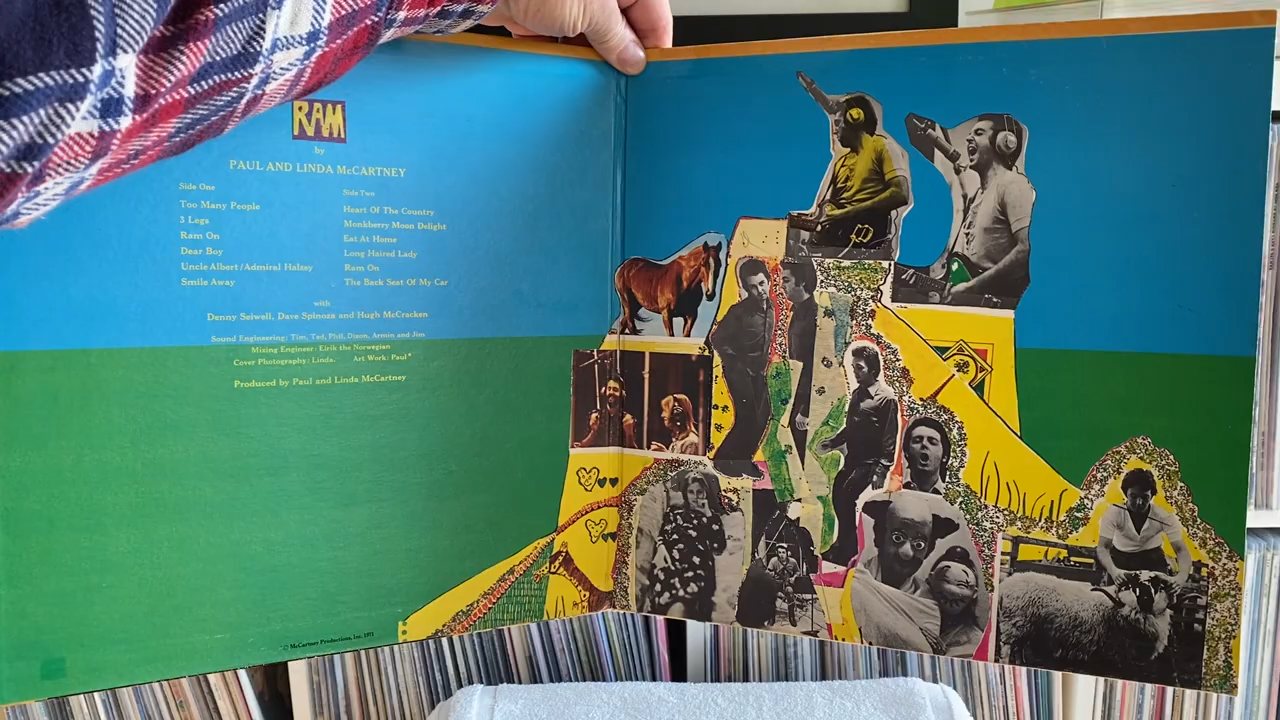 RAM
by
PAUL AND LINDA McCARTNEY
Side One
Too Many People
3 Legs
Ram On
Dear Boy
Uncle Albert/Admiral Halsey
Smile Away
Side Two
Heart Of The Country
Monkberry Moon Delight
Eat At Home
Long Haired Lady
Ram On
The Back Seat Of My Car
with
Denny Seiwell, Dave Spinoza and Hugh McCracken
Sound Engineering: Tim, Ted, Phil, Dixon, Armin and Jim
Mixing Engineer: Eirik the Norwegian
Cover Photography: Linda. Art Work: Paul*
Produced by Paul and Linda McCartney
© McCartney Productions, Inc. 1971